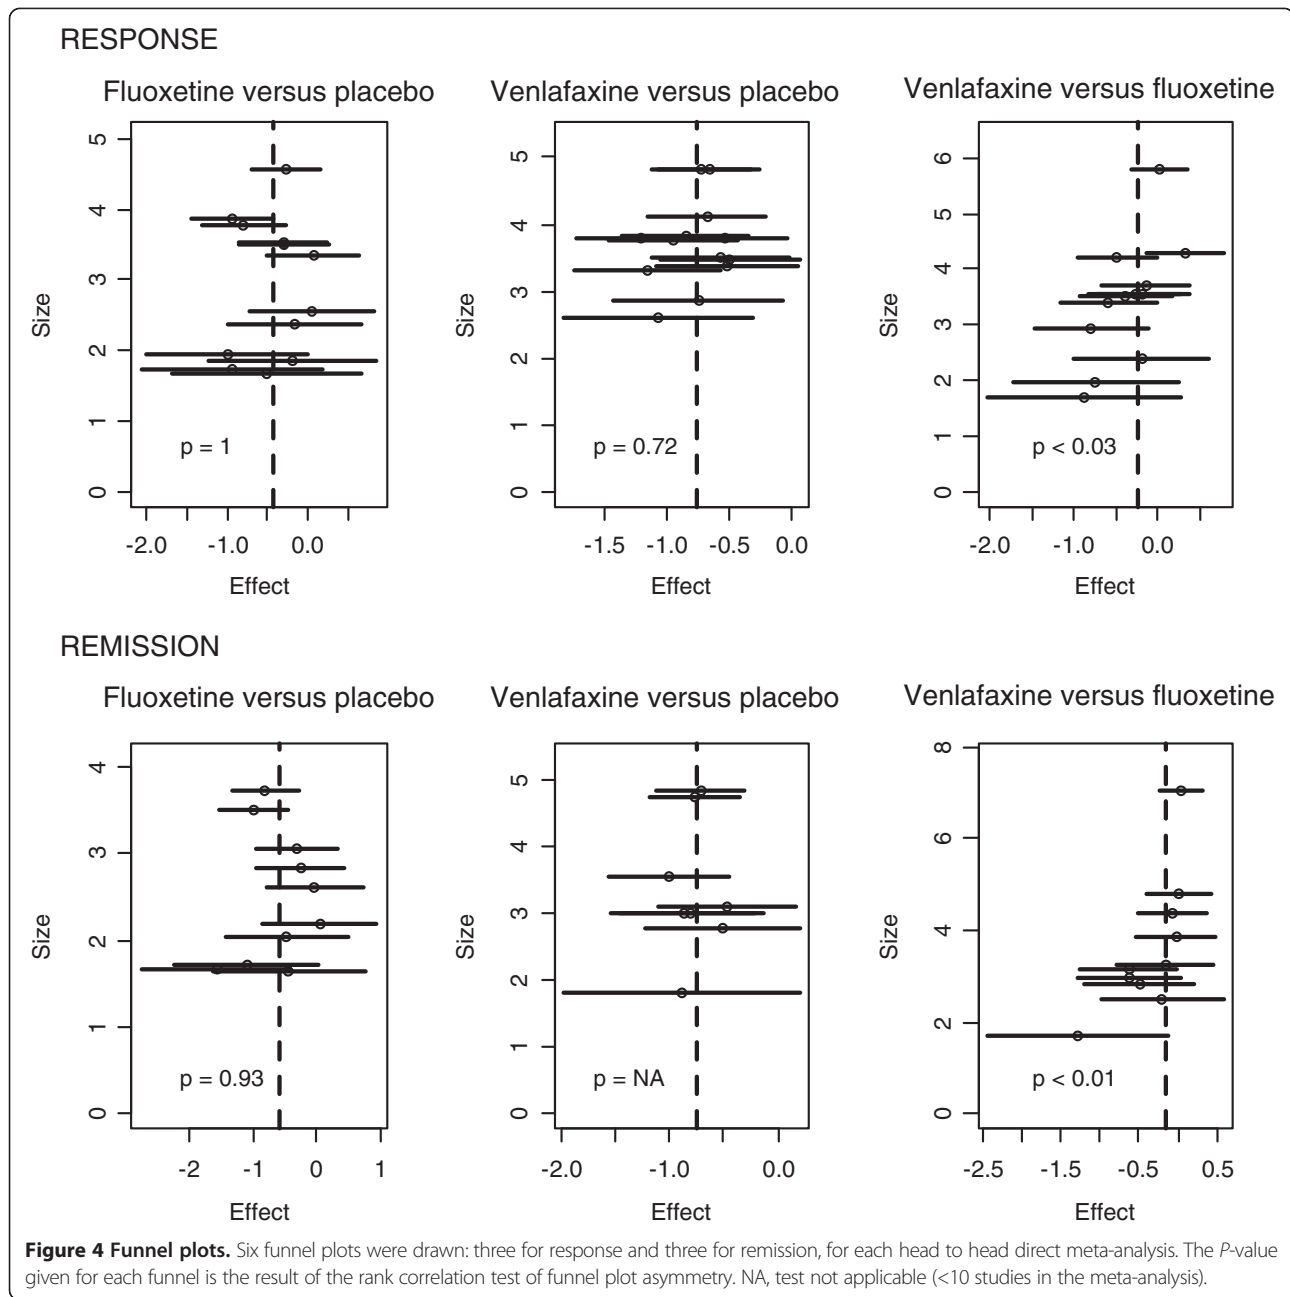 RESPONSE
Fluoxetine versus placebo
Venlafaxine versus placebo
Venlafaxine versus fluoxetine
5
4
3
2
1
0
Size
p = 1
-2.0 -1.0 0.0
Effect
5
4
3
2
1
0
Size
p = 0.72
-1.5 -1.0 -0.5 0.0
Effect
6
5
4
3
2
1
0
Size
p < 0.03
-2.0 -1.0 0.0
Effect
REMISSION
Fluoxetine versus placebo
Venlafaxine versus placebo
Venlafaxine versus fluoxetine
4
3
2
1
0
Size
p = 0.93
-2 -1 0 1
Effect
5
4
3
2
1
0
Size
p = NA
-2.0 -1.0 0.0
Effect
8
6
4
2
0
Size
p < 0.01
-2.5 -1.5 -0.5 0.5
Effect
Figure 4 Funnel plots. Six funnel plots were drawn: three for response and three for remission, for each head to head direct meta-analysis. The P-value
given for each funnel is the result of the rank correlation test of funnel plot asymmetry. NA, test not applicable (<10 studies in the meta-analysis).